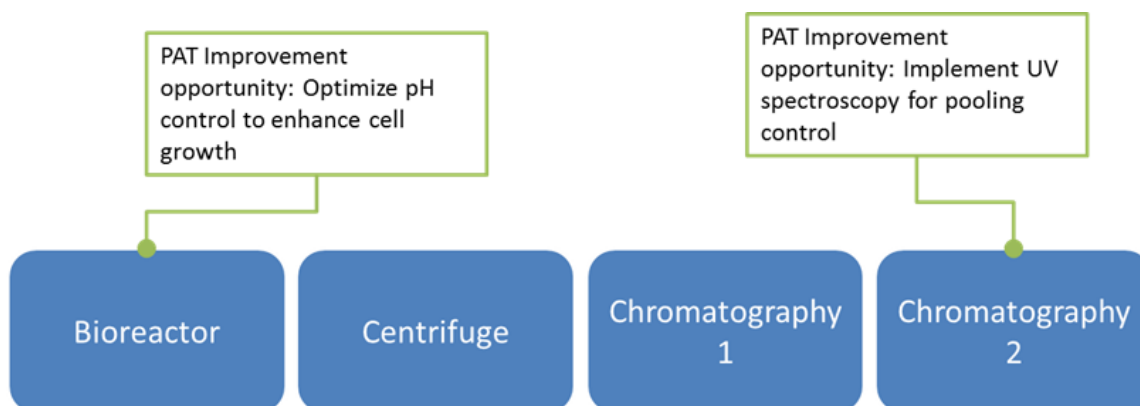 PAT Improvement
opportunity: Optimize pH
control to enhance cell
growth
PAT Improvement
opportunity: Implement UV
spectroscopy for pooling
control
Bioreactor
Centrifuge
Chromatography
1
Chromatography
2